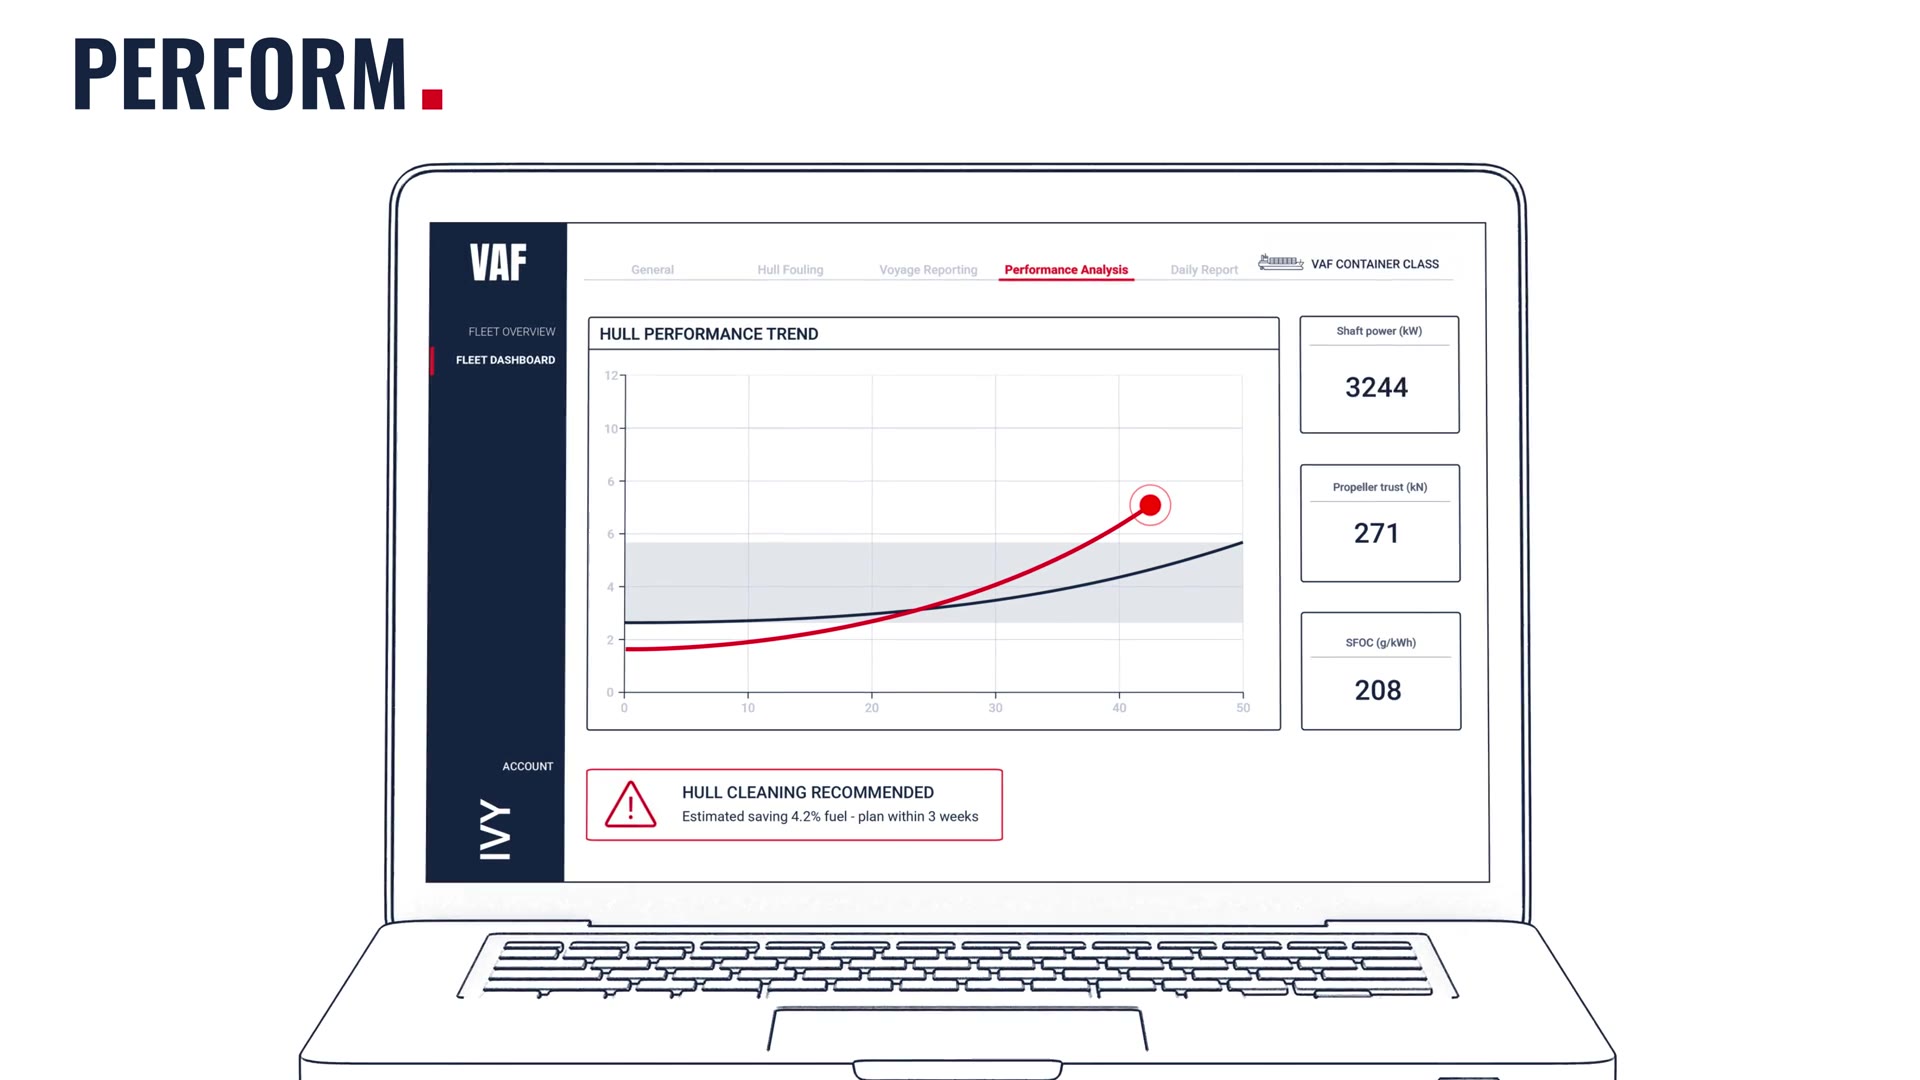 PERFORM.
VAF
FLEET OVERVIEW
FLEET DASHBOARD
ACCOUNT
IVY
General
Hull Fouling
Voyage Reporting
Performance Analysis
Daily Report
VAF CONTAINER CLASS
HULL PERFORMANCE TREND
12
10
6
6
4
2
0
0 10 20 30 40 50
Shaft power (kW)
3244
Propeller trust (kN)
271
SFOC (g/kWh)
208
HULL CLEANING RECOMMENDED
Estimated saving 4.2% fuel - plan within 3 weeks